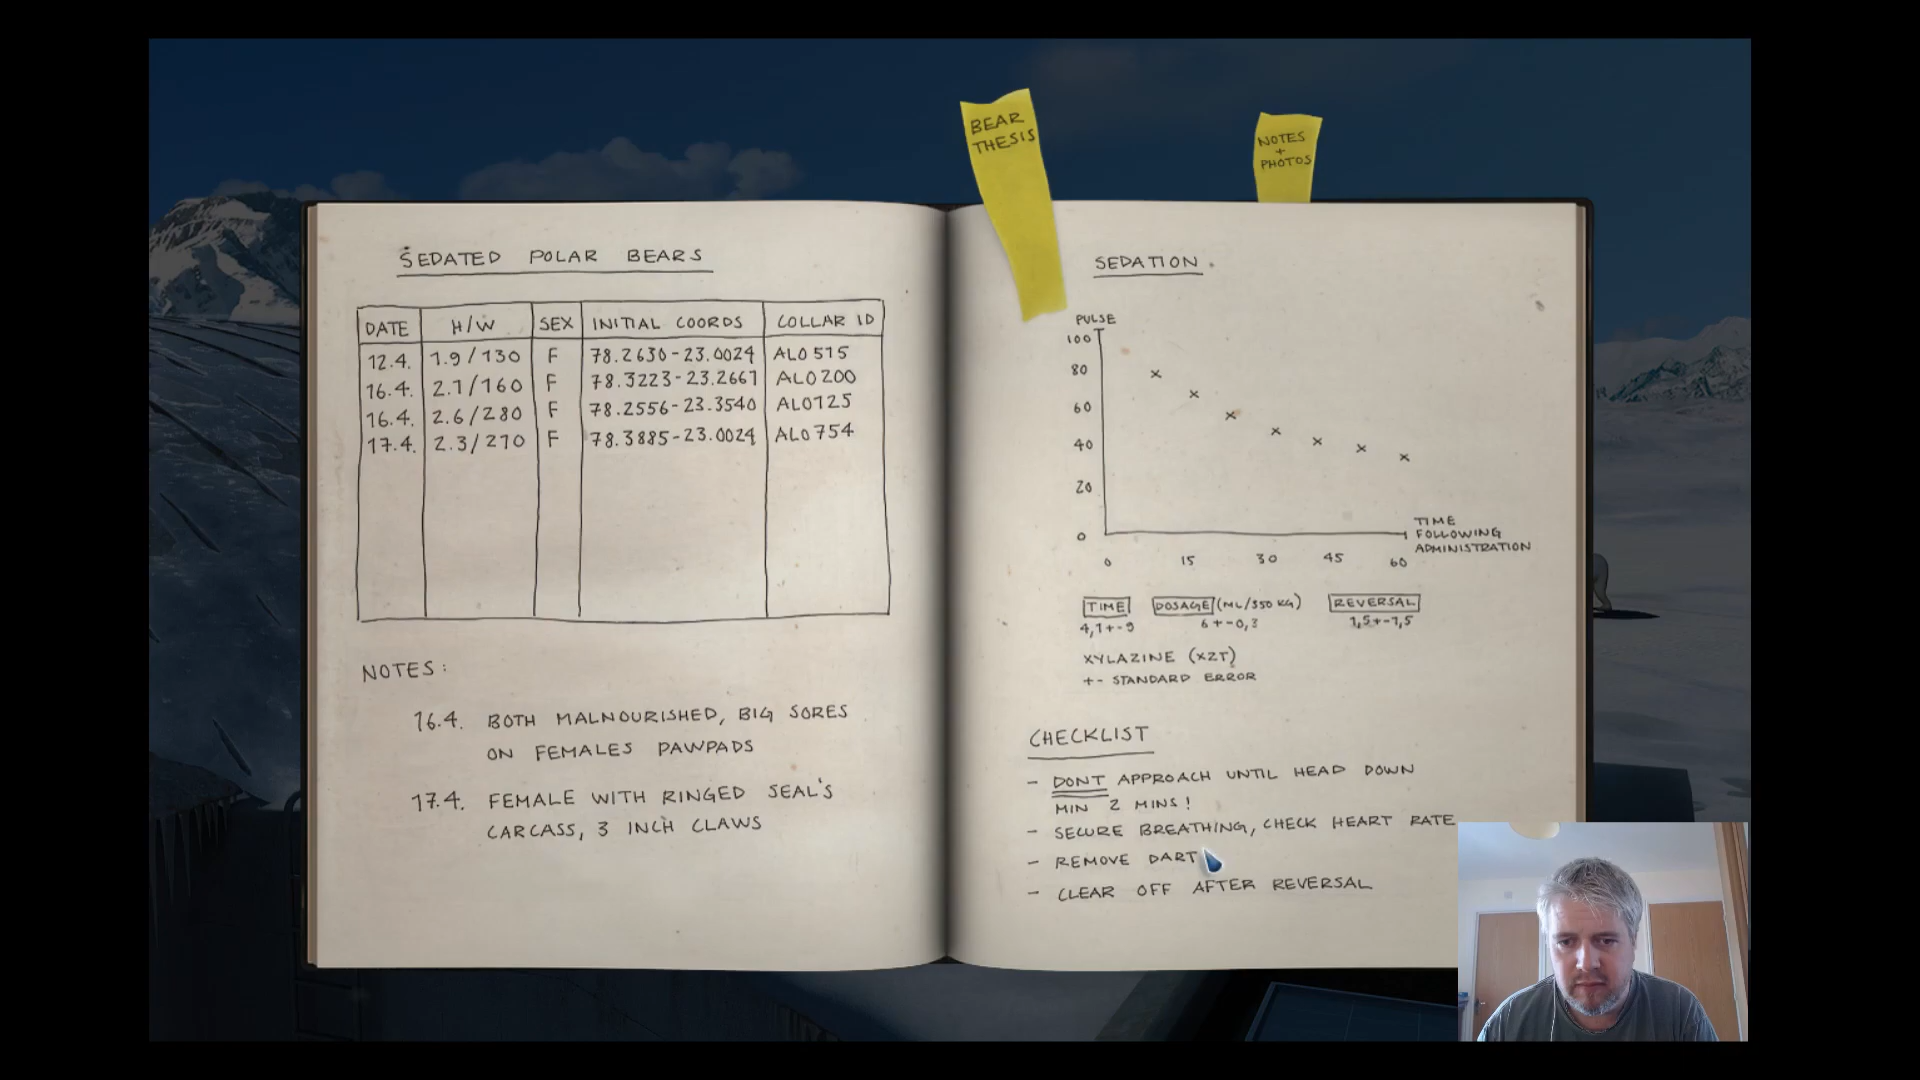 BEAR
THESIS
NOTES
+
PHOTOS
SEDATED POLAR BEARS
DATE H/W SEX INITIAL COORDS COLLAR ID
12.4. 1.9/130 F 78.2630-23.0024 ALO515
16.4. 2.1/160 F 78.3223-23.2661 ALO200
16.4. 2.6/280 F 78.2556-23.3540 ALO125
17.4. 2.3/210 F 78.3885-23.0024 ALO754
NOTES:
16.4. BOTH MALNOURISHED, BIG SORES
ON FEMALES PAWPADS
17.4. FEMALE WITH RINGED SEAL'S
CARCASS, 3 INCH CLAWS
SEDATION.
PULSE
100
80
60
40
20
0
0 15 30 45 60
TIME
FOLLOWING
ADMINISTRATION
TIME DOSAGE (ML/350 KG) REVERSAL
4,1+-9 6+-0,3 1,5+-1,5
XYLAZINE (XZT)
+- STANDARD ERROR
CHECKLIST
- DONT APPROACH UNTIL HEAD DOWN
MIN 2 MINS!
- SECURE BREATHING, CHECK HEART RATE
- REMOVE DART
- CLEAR OFF AFTER REVERSAL